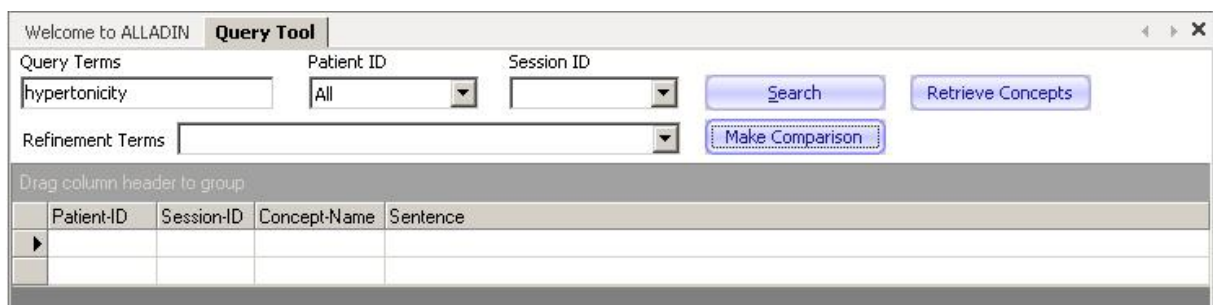 Welcome to ALLADIN Query Tool
Query Terms Patient ID Session ID
hypertonicity All Search Retrieve Concepts
Refinement Terms Make Comparison
Drag column header to group
Patient-ID Session-ID Concept-Name Sentence